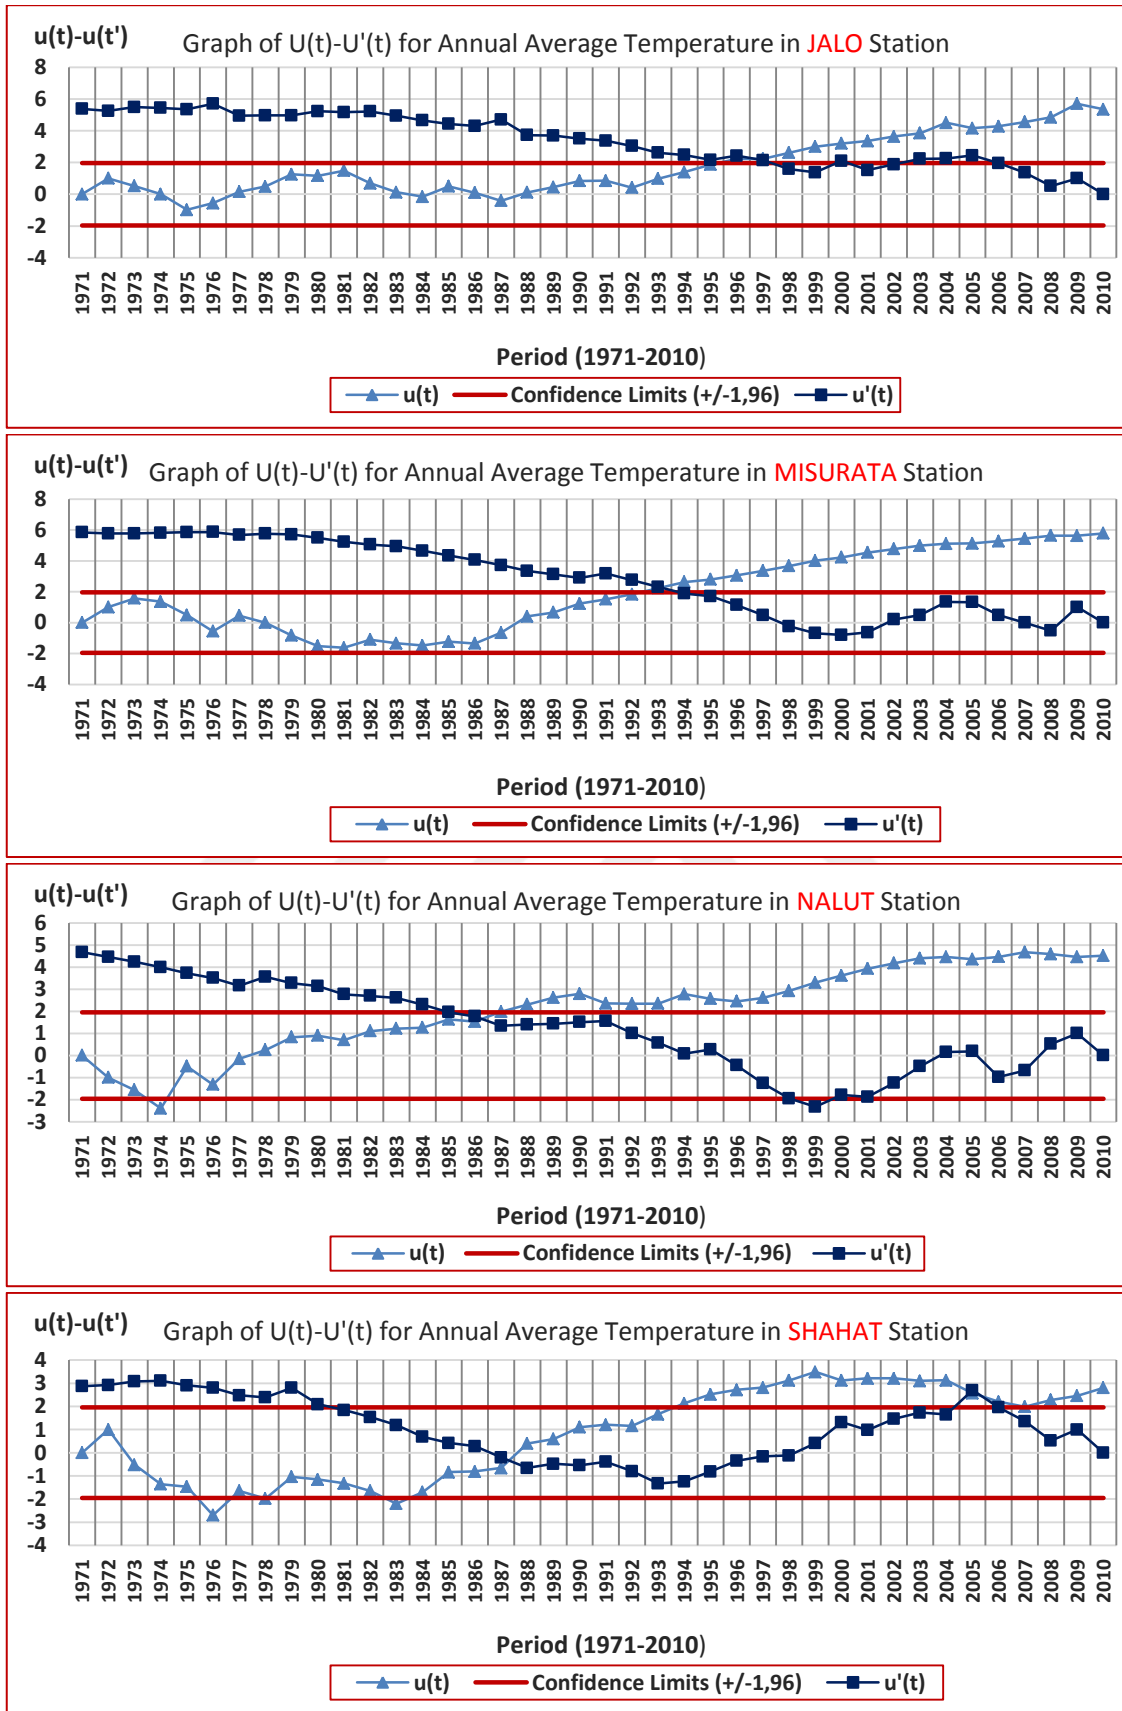 u(t)-u(t')
Graph of U(t)-U'(t) for Annual Average Temperature in JALO Station
8
6
4
2
0
-2
-4
1971 1972 1973 1974 1975 1976 1977 1978 1979 1980 1981 1982 1983 1984 1985 1986 1987 1988 1989 1990 1991 1992 1993 1994 1995 1996 1997 1998 1999 2000 2001 2002 2003 2004 2005 2006 2007 2008 2009 2010
Period (1971-2010)
u(t) Confidence Limits (+/-1,96) u'(t)
u(t)-u(t')
Graph of U(t)-U'(t) for Annual Average Temperature in MISURATA Station
8
6
4
2
0
-2
-4
1971 1972 1973 1974 1975 1976 1977 1978 1979 1980 1981 1982 1983 1984 1985 1986 1987 1988 1989 1990 1991 1992 1993 1994 1995 1996 1997 1998 1999 2000 2001 2002 2003 2004 2005 2006 2007 2008 2009 2010
Period (1971-2010)
u(t) Confidence Limits (+/-1,96) u'(t)
u(t)-u(t')
Graph of U(t)-U'(t) for Annual Average Temperature in NALUT Station
6
5
4
3
2
1
0
-1
-2
-3
1971 1972 1973 1974 1975 1976 1977 1978 1979 1980 1981 1982 1983 1984 1985 1986 1987 1988 1989 1990 1991 1992 1993 1994 1995 1996 1997 1998 1999 2000 2001 2002 2003 2004 2005 2006 2007 2008 2009 2010
Period (1971-2010)
u(t) Confidence Limits (+/-1,96) u'(t)
u(t)-u(t')
Graph of U(t)-U'(t) for Annual Average Temperature in SHAHAT Station
4
3
2
1
0
-1
-2
-3
-4
1971 1972 1973 1974 1975 1976 1977 1978 1979 1980 1981 1982 1983 1984 1985 1986 1987 1988 1989 1990 1991 1992 1993 1994 1995 1996 1997 1998 1999 2000 2001 2002 2003 2004 2005 2006 2007 2008 2009 2010
Period (1971-2010)
u(t) Confidence Limits (+/-1,96) u'(t)